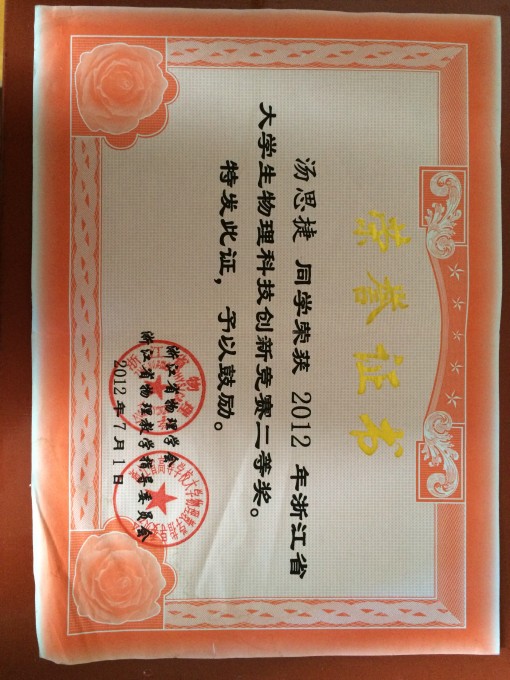 荣誉证书
汤思捷 同学荣获 2012 年浙江省
大学生物理科技创新竞赛二等奖。
特发此证，予以鼓励。
浙江省物理学会
浙江省物理教学指导委员会
2012 年 7 月 1 日